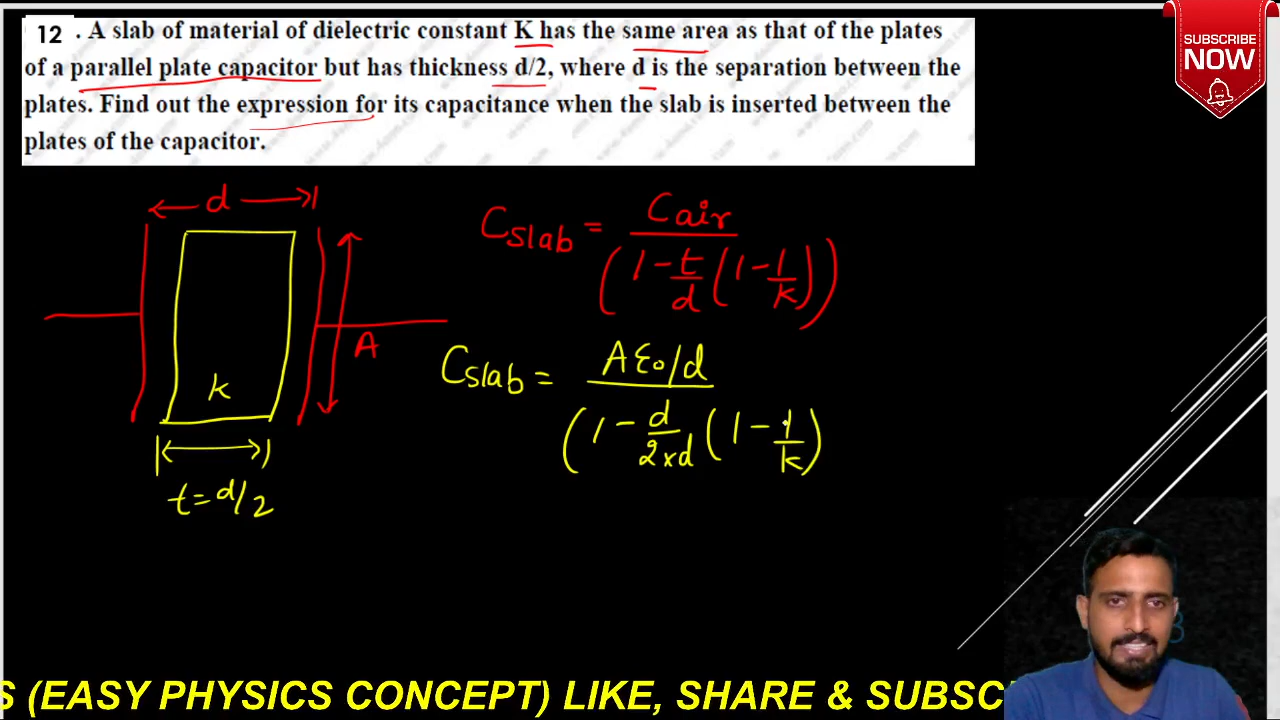 12 . A slab of material of dielectric constant K has the same area as that of the plates
of a parallel plate capacitor but has thickness d/2, where d is the separation between the
plates. Find out the expression for its capacitance when the slab is inserted between the
plates of the capacitor.
SUBSCRIBE
NOW
d
Cslab = Cair / (1 - t/d (1 - 1/k))
A
k
Cslab = Aε0/d / (1 - d/2×d (1 - 1/k)
t = d/2
S (EASY PHYSICS CONCEPT) LIKE, SHARE & SUBSC